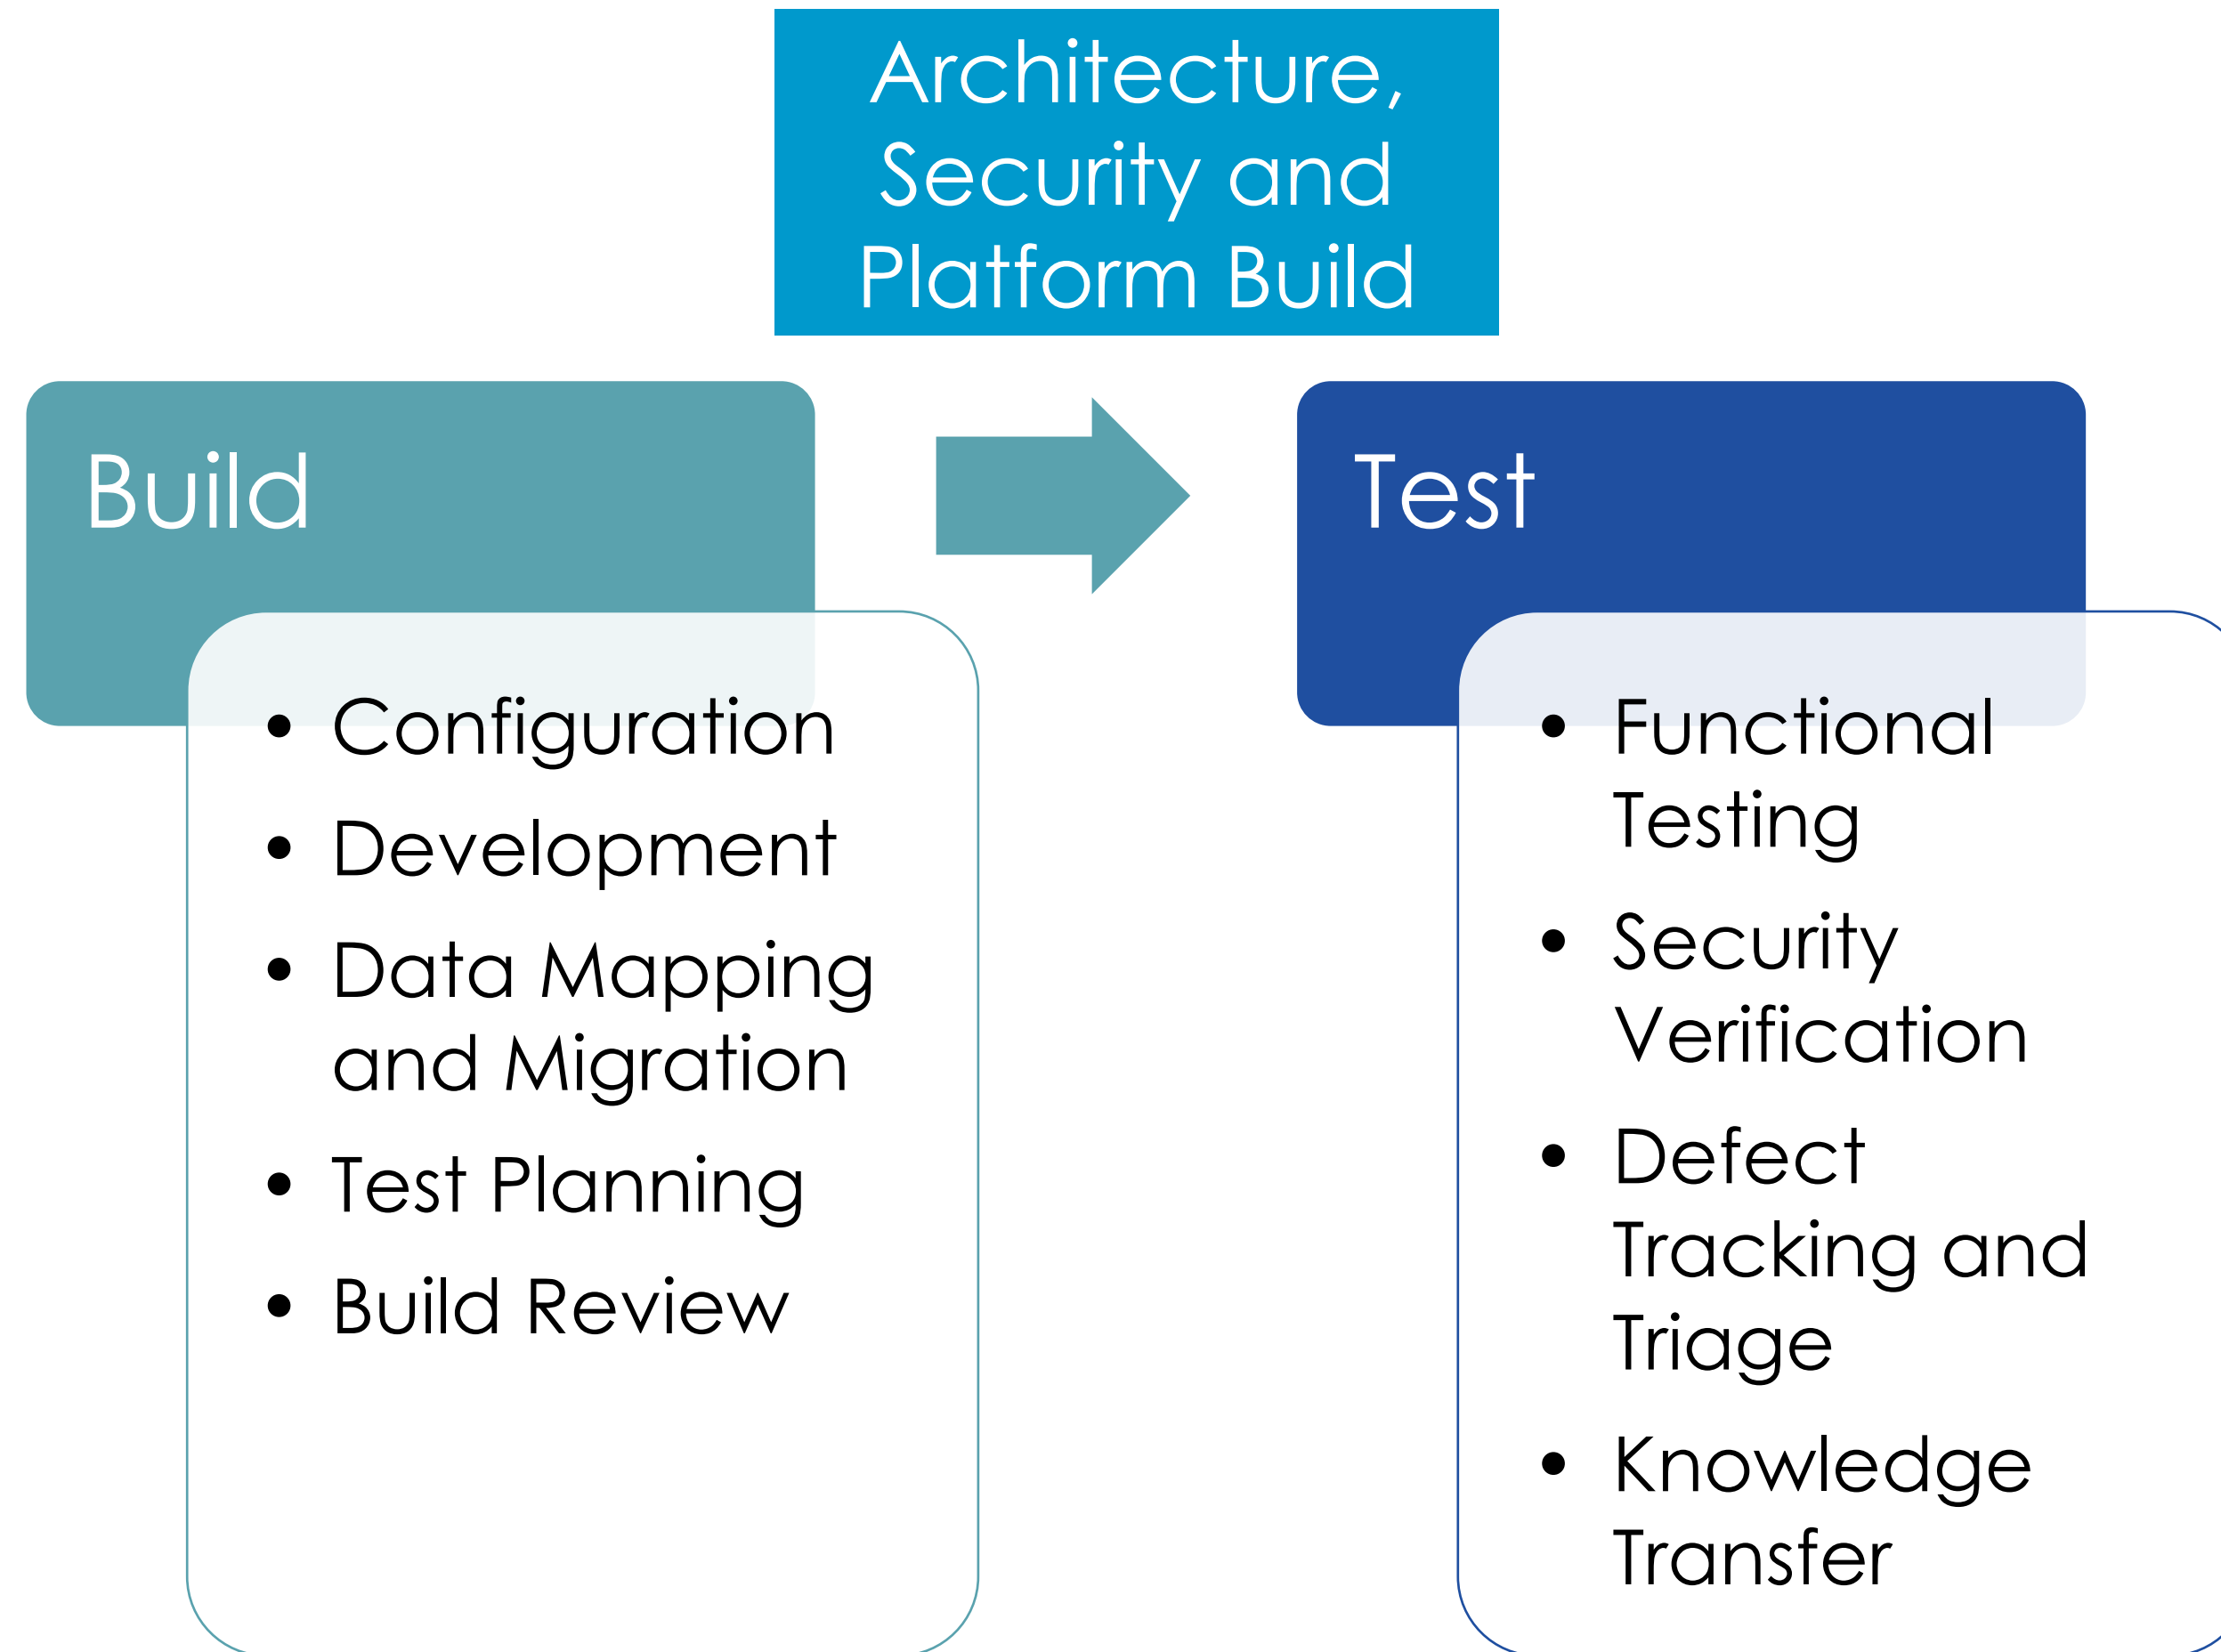 Architecture,
Security and
Platform Build
Build
• Configuration
• Development
• Data Mapping
and Migration
• Test Planning
• Build Review
Test
• Functional
Testing
• Security
Verification
• Defect
Tracking and
Triage
• Knowledge
Transfer